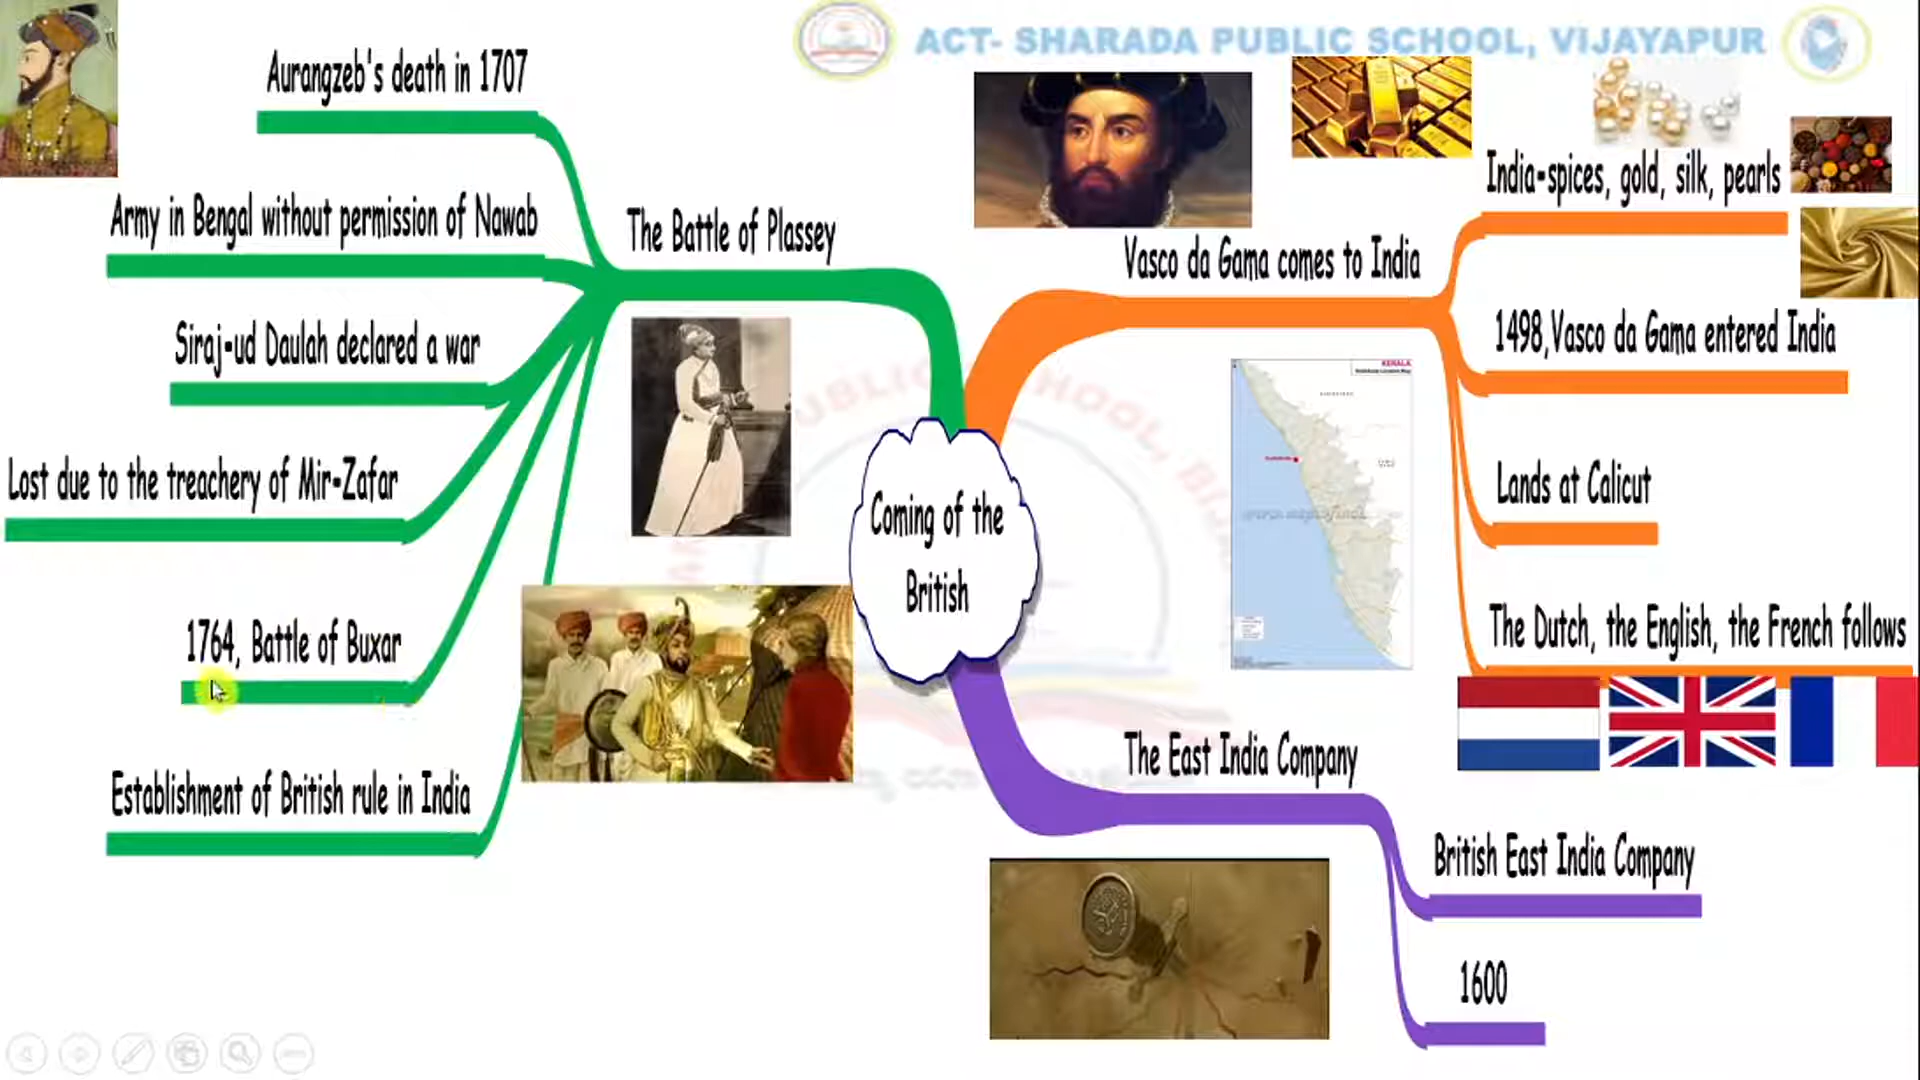 ACT- SHARADA PUBLIC SCHOOL, VIJAYAPUR
Coming of the
British
Vasco da Gama comes to India
India-spices, gold, silk, pearls
1498,Vasco da Gama entered India
Lands at Calicut
The Dutch, the English, the French follows
KERALA
The East India Company
British East India Company
1600
The Battle of Plassey
Aurangzeb's death in 1707
Army in Bengal without permission of Nawab
Siraj-ud Daulah declared a war
Lost due to the treachery of Mir-Zafar
1764, Battle of Buxar
Establishment of British rule in India